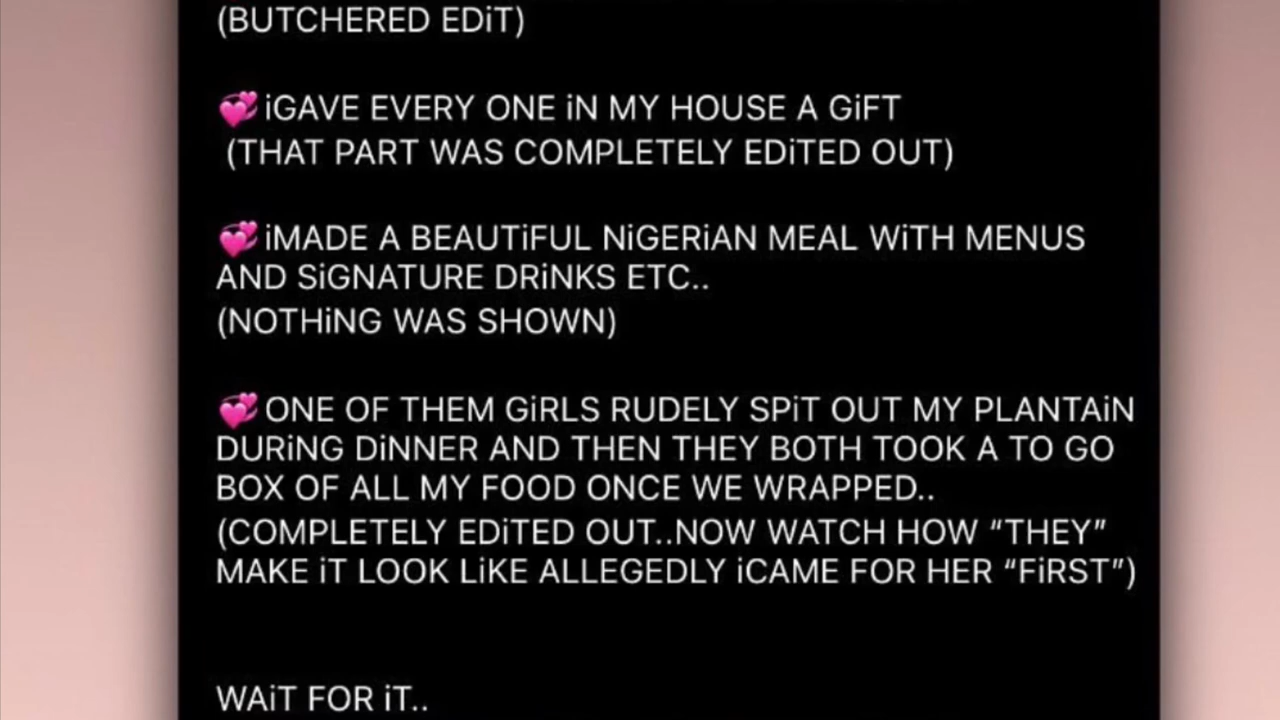 (BUTCHERED EDiT)
💞iGAVE EVERY ONE iN MY HOUSE A GiFT
(THAT PART WAS COMPLETELY EDiTED OUT)
💞iMADE A BEAUTiFUL NiGERiAN MEAL WiTH MENUS
AND SiGNATURE DRiNKS ETC..
(NOTHiNG WAS SHOWN)
💞ONE OF THEM GiRLS RUDELY SPiT OUT MY PLANTAiN
DURiNG DiNNER AND THEN THEY BOTH TOOK A TO GO
BOX OF ALL MY FOOD ONCE WE WRAPPED..
(COMPLETELY EDiTED OUT..NOW WATCH HOW “THEY”
MAKE iT LOOK LiKE ALLEGEDLY iCAME FOR HER “FiRST”)
WAiT FOR iT..